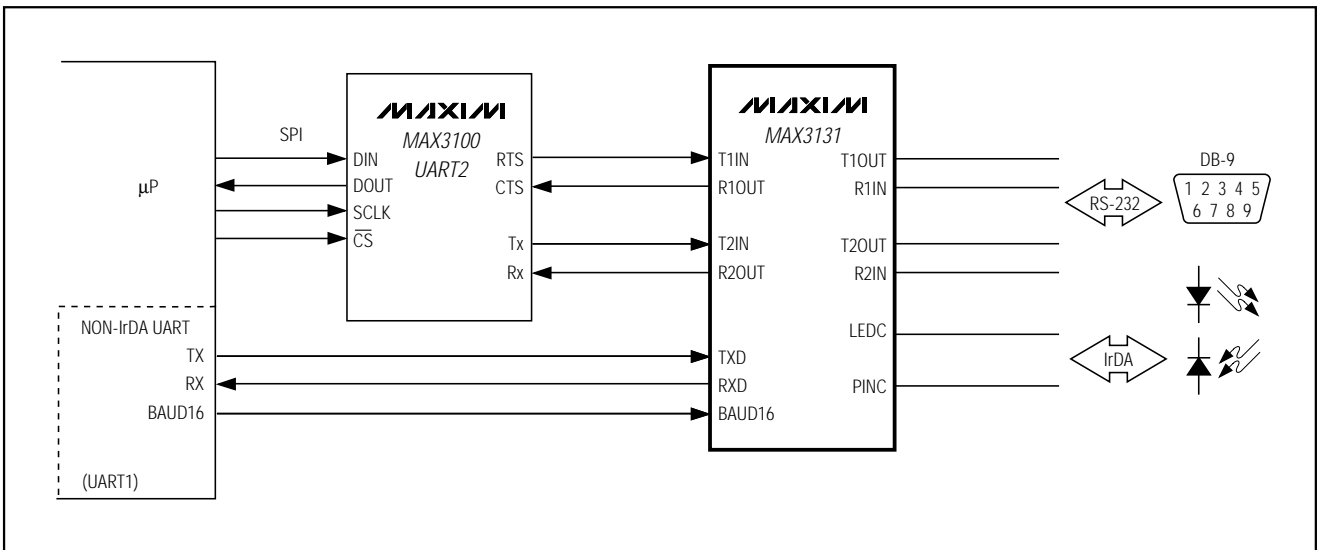 μP
SPI
MAXIM
MAX3100
UART2
DIN
DOUT
SCLK
CS
RTS
CTS
Tx
Rx
MAXIM
MAX3131
T1IN
R1OUT
T2IN
R2OUT
TXD
RXD
BAUD16
T1OUT
R1IN
T2OUT
R2IN
LEDC
PINC
RS-232
DB-9
1 2 3 4 5
6 7 8 9
IrDA
NON-IrDA UART
TX
RX
BAUD16
(UART1)